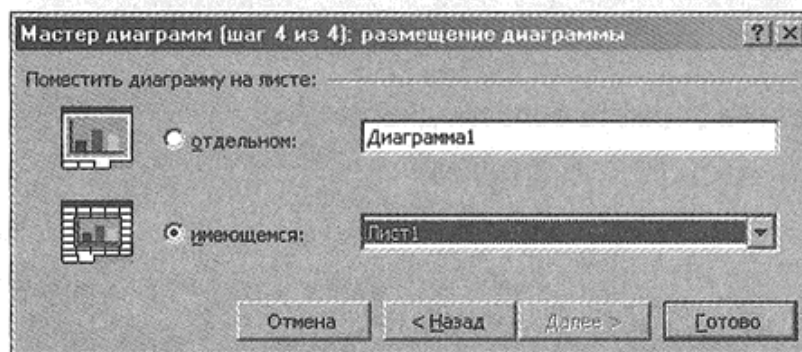 Мастер диаграмм (шаг 4 из 4): размещение диаграммы
Поместить диаграмму на листе:
отдельном: Диаграмма1
имеющемся: Лист1
Отмена < Назад Далее > Готово